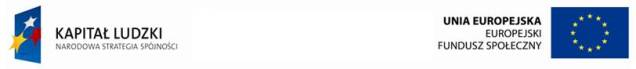 KAPITAŁ LUDZKI
NARODOWA STRATEGIA SPÓJNOŚCI
UNIA EUROPEJSKA
EUROPEJSKI
FUNDUSZ SPOŁECZNY